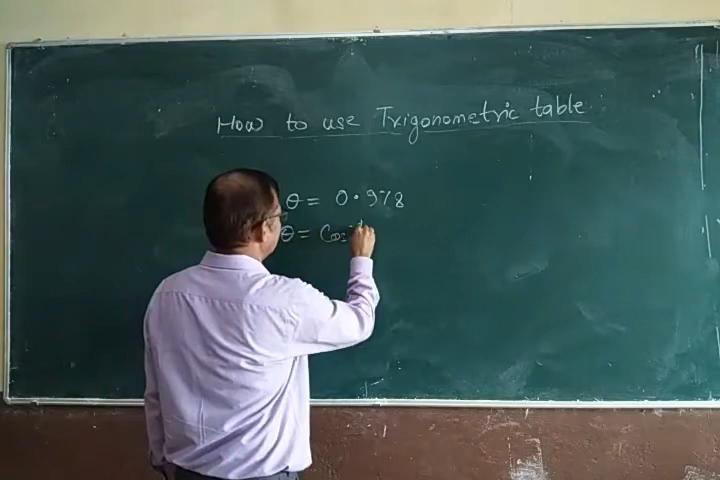 How to use Trigonometric table
θ = 0.978
θ = Cos